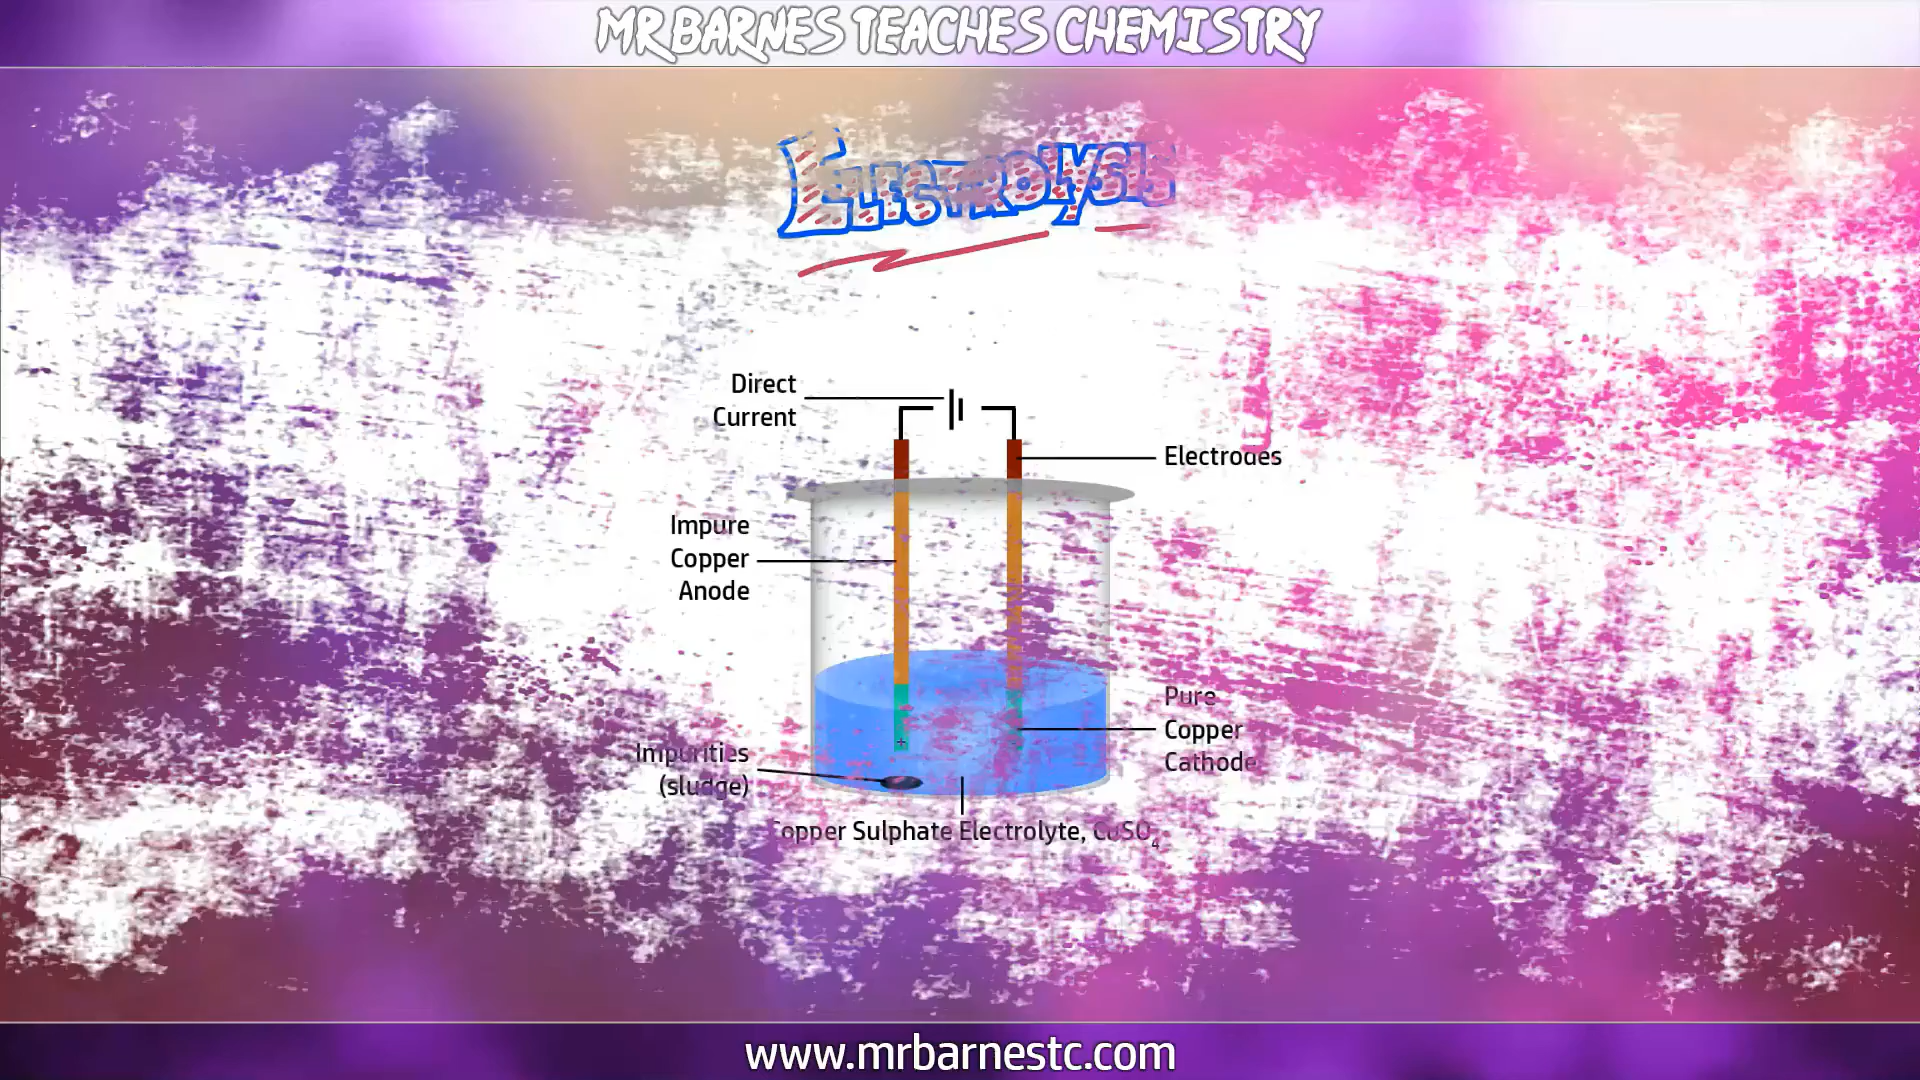 MR BARNES TEACHES CHEMISTRY
ELECTROLYSIS
Direct
Current
Electrodes
Impure
Copper
Anode
Pure
Copper
Cathode
Impurities
(sludge)
+
Copper Sulphate Electrolyte, CuSO₄
www.mrbarnestc.com